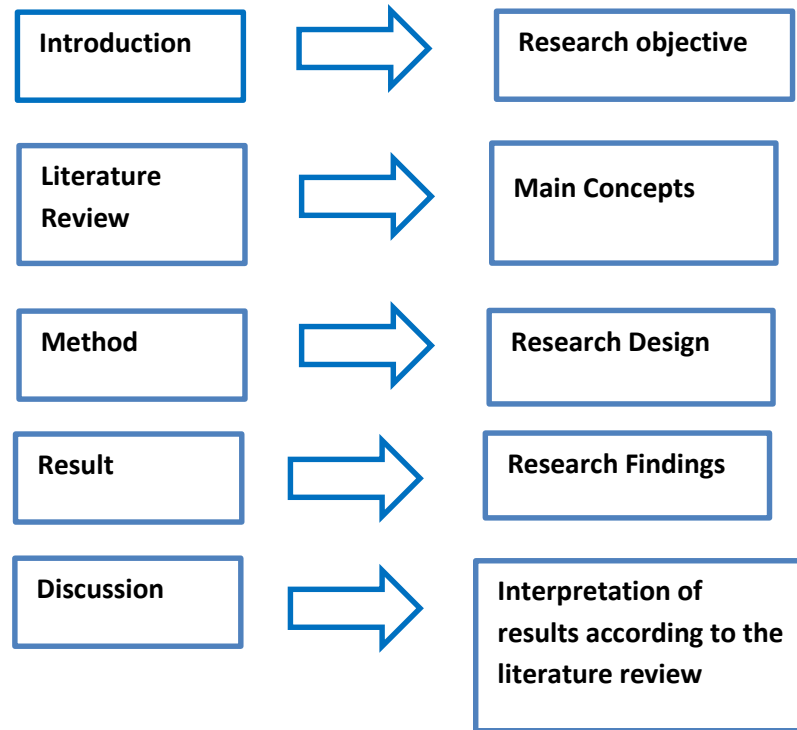 Introduction
Research objective
Literature
Review
Main Concepts
Method
Research Design
Result
Research Findings
Discussion
Interpretation of
results according to the
literature review